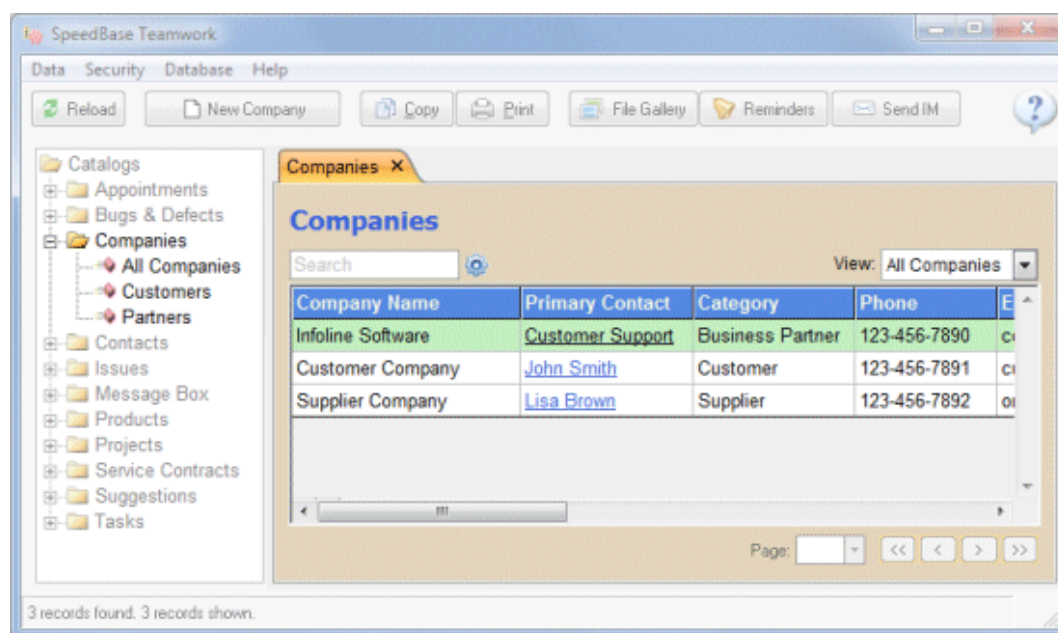 SpeedBase Teamwork
Data Security Database Help
Reload New Company Copy Print File Gallery Reminders Send IM
Catalogs
Appointments
Bugs & Defects
Companies
All Companies
Customers
Partners
Contacts
Issues
Message Box
Products
Projects
Service Contracts
Suggestions
Tasks
Companies
Companies
Search View: All Companies
Company Name Primary Contact Category Phone E
Infoline Software Customer Support Business Partner 123-456-7890
Customer Company John Smith Customer 123-456-7891
Supplier Company Lisa Brown Supplier 123-456-7892
Page: << < > >>
3 records found. 3 records shown.